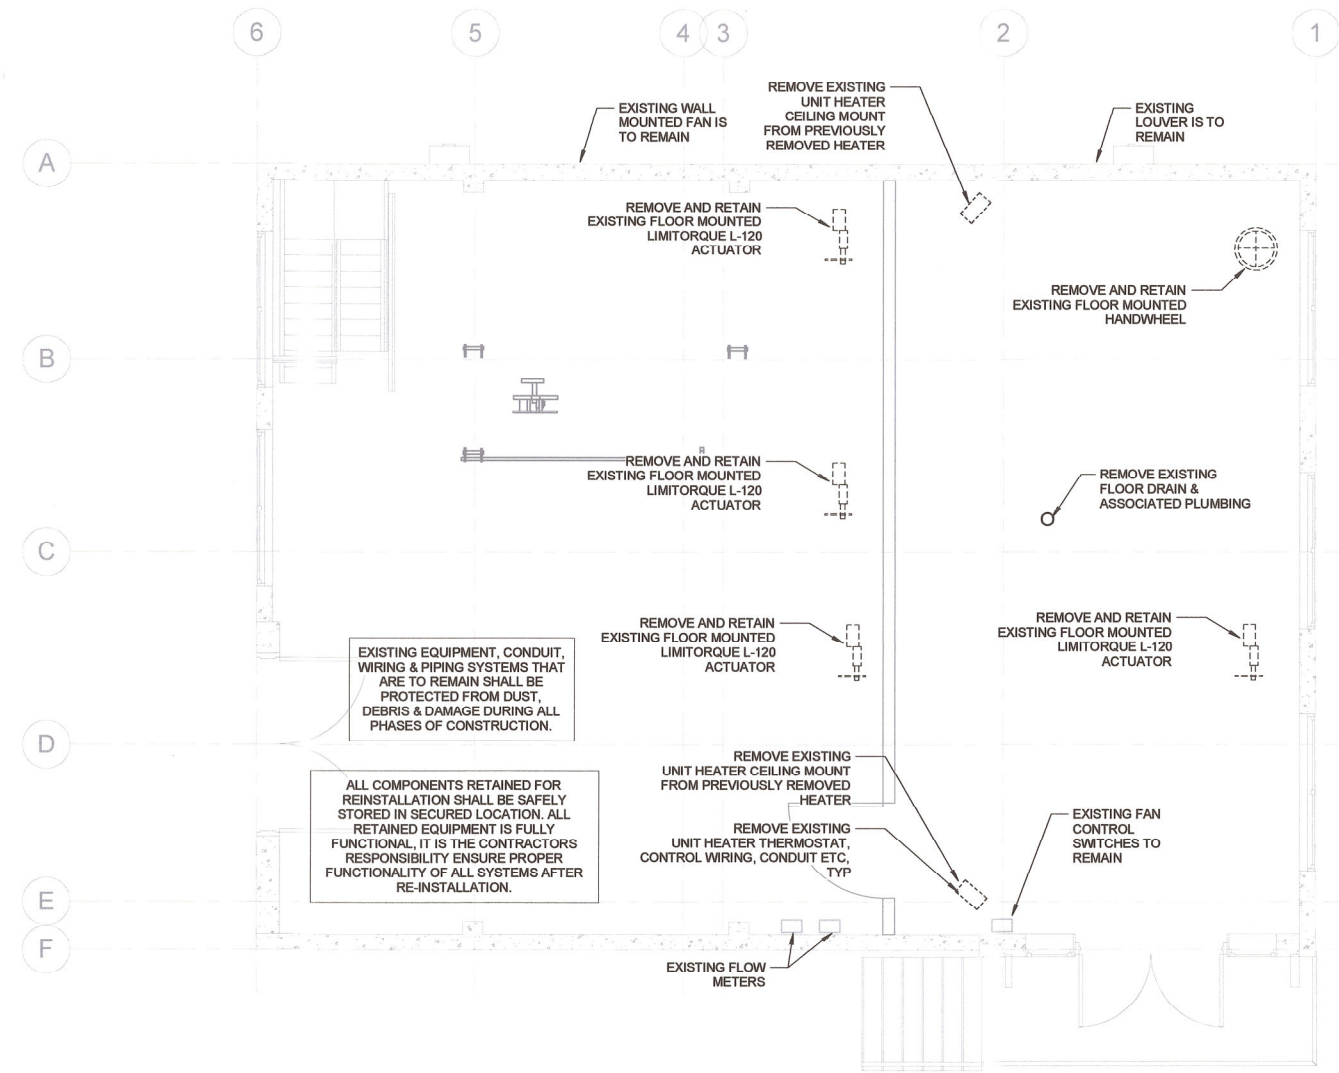 6
5
4
3
2
1
A
B
C
D
E
F
EXISTING WALL
MOUNTED FAN IS
TO REMAIN
REMOVE EXISTING
UNIT HEATER
CEILING MOUNT
FROM PREVIOUSLY
REMOVED HEATER
EXISTING
LOUVER IS TO
REMAIN
REMOVE AND RETAIN
EXISTING FLOOR MOUNTED
LIMITORQUE L-120
ACTUATOR
REMOVE AND RETAIN
EXISTING FLOOR MOUNTED
HANDWHEEL
REMOVE AND RETAIN
EXISTING FLOOR MOUNTED
LIMITORQUE L-120
ACTUATOR
REMOVE EXISTING
FLOOR DRAIN &
ASSOCIATED PLUMBING
REMOVE AND RETAIN
EXISTING FLOOR MOUNTED
LIMITORQUE L-120
ACTUATOR
REMOVE AND RETAIN
EXISTING FLOOR MOUNTED
LIMITORQUE L-120
ACTUATOR
EXISTING EQUIPMENT, CONDUIT,
WIRING & PIPING SYSTEMS THAT
ARE TO REMAIN SHALL BE
PROTECTED FROM DUST,
DEBRIS & DAMAGE DURING ALL
PHASES OF CONSTRUCTION.
ALL COMPONENTS RETAINED FOR
REINSTALLATION SHALL BE SAFELY
STORED IN SECURED LOCATION. ALL
RETAINED EQUIPMENT IS FULLY
FUNCTIONAL, IT IS THE CONTRACTORS
RESPONSIBILITY ENSURE PROPER
FUNCTIONALITY OF ALL SYSTEMS AFTER
RE-INSTALLATION.
REMOVE EXISTING
UNIT HEATER CEILING MOUNT
FROM PREVIOUSLY REMOVED
HEATER
REMOVE EXISTING
UNIT HEATER THERMOSTAT,
CONTROL WIRING, CONDUIT ETC,
TYP
EXISTING FAN
CONTROL
SWITCHES TO
REMAIN
EXISTING FLOW
METERS